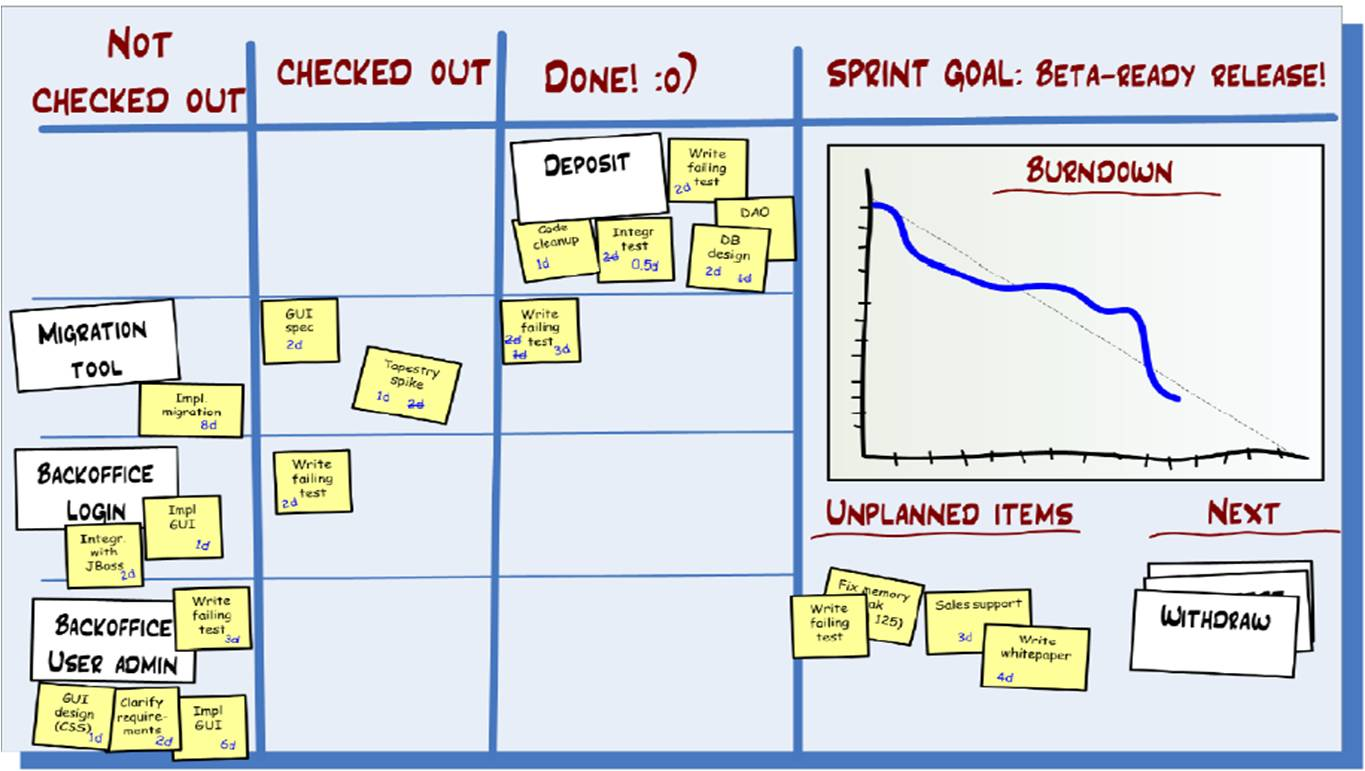 NOT
CHECKED OUT
CHECKED OUT
DONE! :o)
SPRINT GOAL: BETA-READY RELEASE!
DEPOSIT
Write
failing
test
2d
Code
cleanup
1d
Integr
test
2d 0.5d
DAO
DB
design
2d 1d
MIGRATION
TOOL
Impl.
migration
8d
GUI
spec
2d
Tapestry
spike
1d 2d
Write
failing
2d test
1d 3d
BACKOFFICE
LOGIN
Impl
GUI
1d
Integr.
with
JBoss
2d
Write
failing
test
2d
BACKOFFICE
USER ADMIN
Write
failing
test
3d
GUI
design
(CSS)
1d
Clarify
require-
ments
2d
Impl
GUI
6d
BURNDOWN
UNPLANNED ITEMS
Fix memory
125)
Write
failing
test
Sales support
3d
Write
whitepaper
4d
NEXT
WITHDRAW